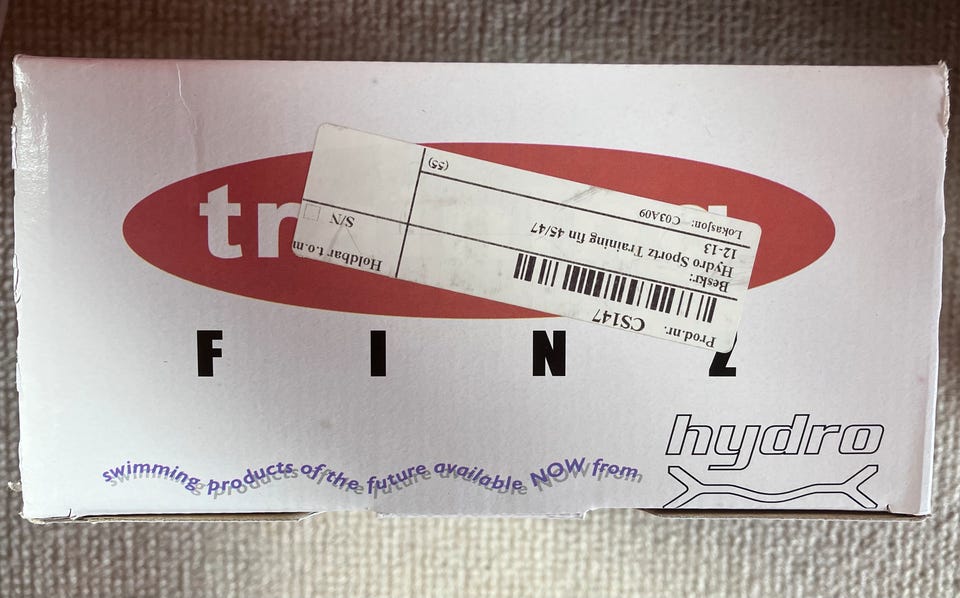 tr
F I N Z
swimming products of the future available NOW from
hydro
Prod.nr. CS147
Beskr:
Hydro Sportz Training fin 45/47
12-13
Lokasjon: C03A09
(55)
Holdbar t.o.m
S/N